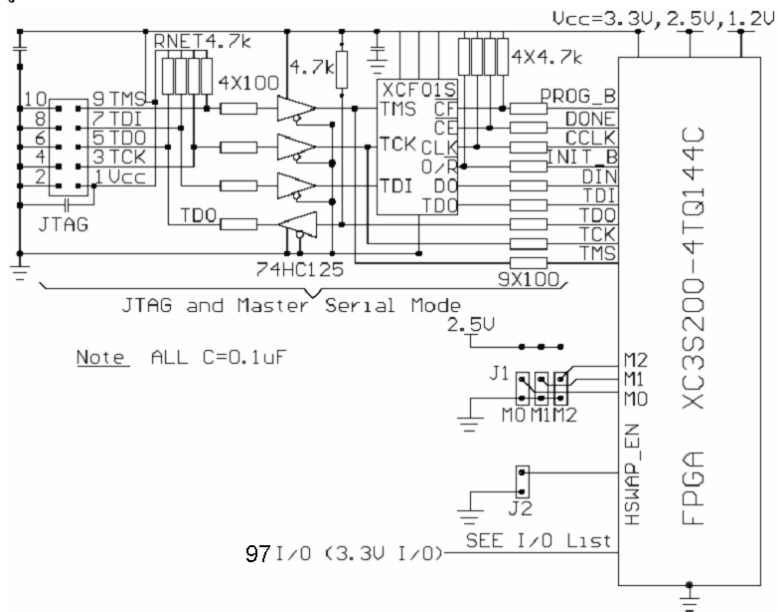 Vcc=3.3V, 2.5V, 1.2V
RNET4.7k
4.7k
4X4.7k
4X100
XCF01S
10 9 TMS
8 7 TDI
6 5 TDO
4 3 TCK
2 1 Vcc
JTAG
TDO
74HC125
TMS CF
CE
TCK CLK
O/R
TDI DO
TDO
PROG_B
DONE
CCLK
INIT_B
DIN
TDI
TDO
TCK
TMS
9X100
JTAG and Master Serial Mode
Note ALL C=0.1uF
2.5V
J1
M0 M1 M2
M2
M1
M0
J2
HSWAP_EN
FPGA XC3S200-4TQ144C
97 I/O (3.3V I/O) SEE I/O List